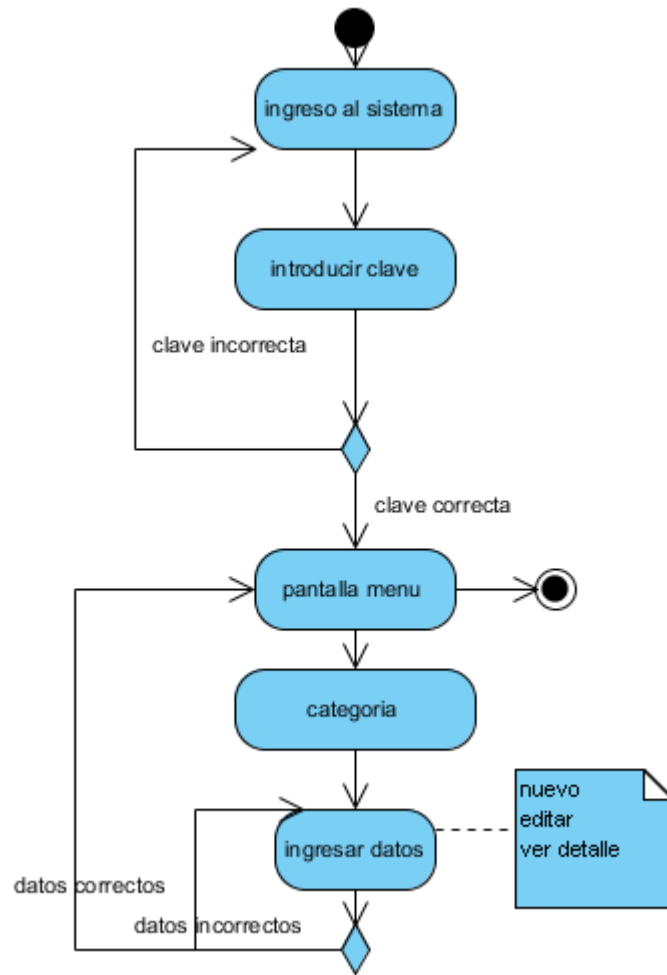 ingreso al sistema
introducir clave
clave incorrecta
clave correcta
pantalla menu
categoria
nuevo
editar
ver detalle
ingresar datos
datos correctos
datos incorrectos